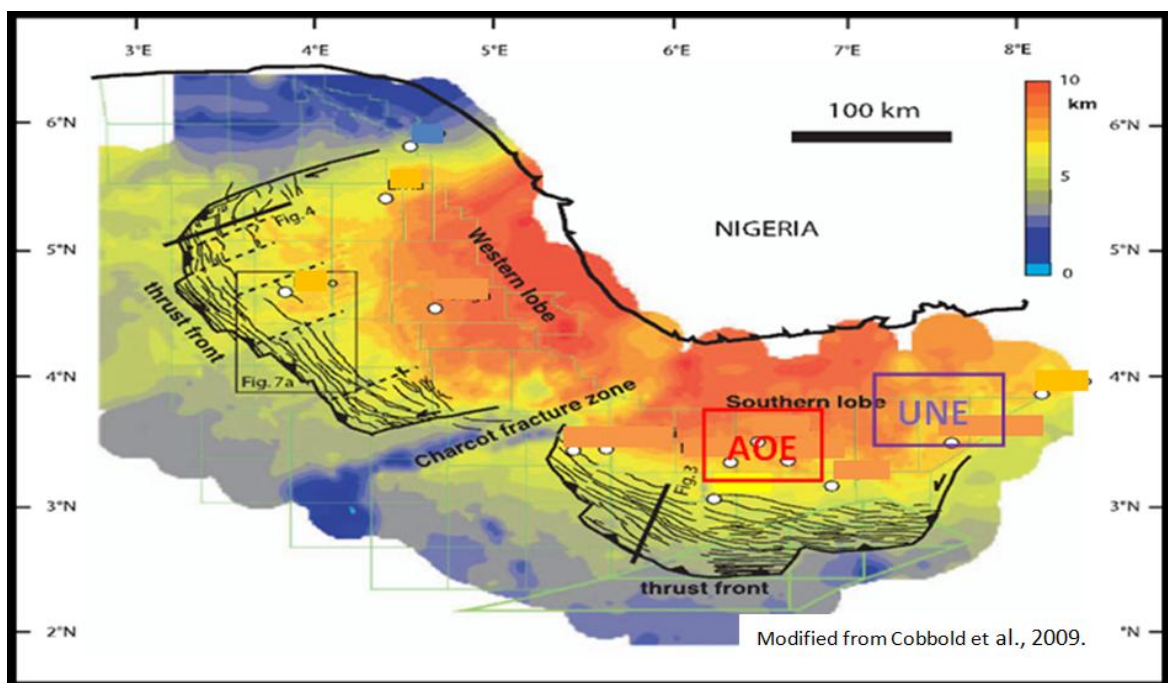 3°E 4°E 5°E 6°E 7°E 8°E
10
km
100 km
6°N 6°N
5
NIGERIA
0
Fig.4
5°N 5°N
Western lobe
thrust front
Fig.7a
4°N 4°N
Southern lobe
UNE
AOE
Charcot fracture zone
Fig.3
3°N 3°N
thrust front
2°N °N
Modified from Cobbold et al., 2009.